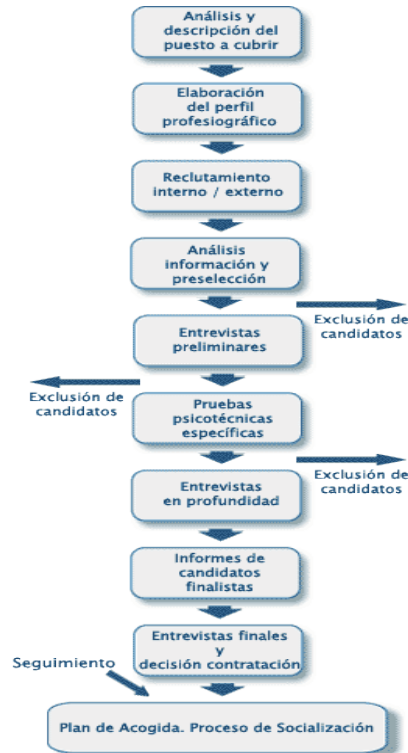 Análisis y
descripción del
puesto a cubrir
Elaboración
del perfil
profesiográfico
Reclutamiento
interno / externo
Análisis
información y
preselección
Exclusión de
candidatos
Entrevistas
preliminares
Exclusión de
candidatos
Pruebas
psicotécnicas
específicas
Exclusión de
candidatos
Entrevistas
en profundidad
Informes de
candidatos
finalistas
Entrevistas finales
y
decisión contratación
Seguimiento
Plan de Acogida. Proceso de Socialización